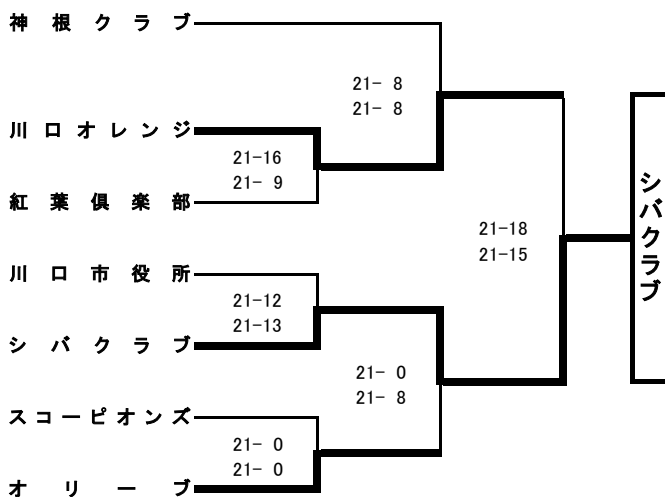 神根クラブ
21- 8
21- 8
川口オレンジ
21-16
21- 9
紅葉倶楽部
21-18
21-15
シバクラブ
川口市役所
21-12
21-13
シバクラブ
21- 0
21- 8
スコーピオンズ
21- 0
21- 0
オリーブ